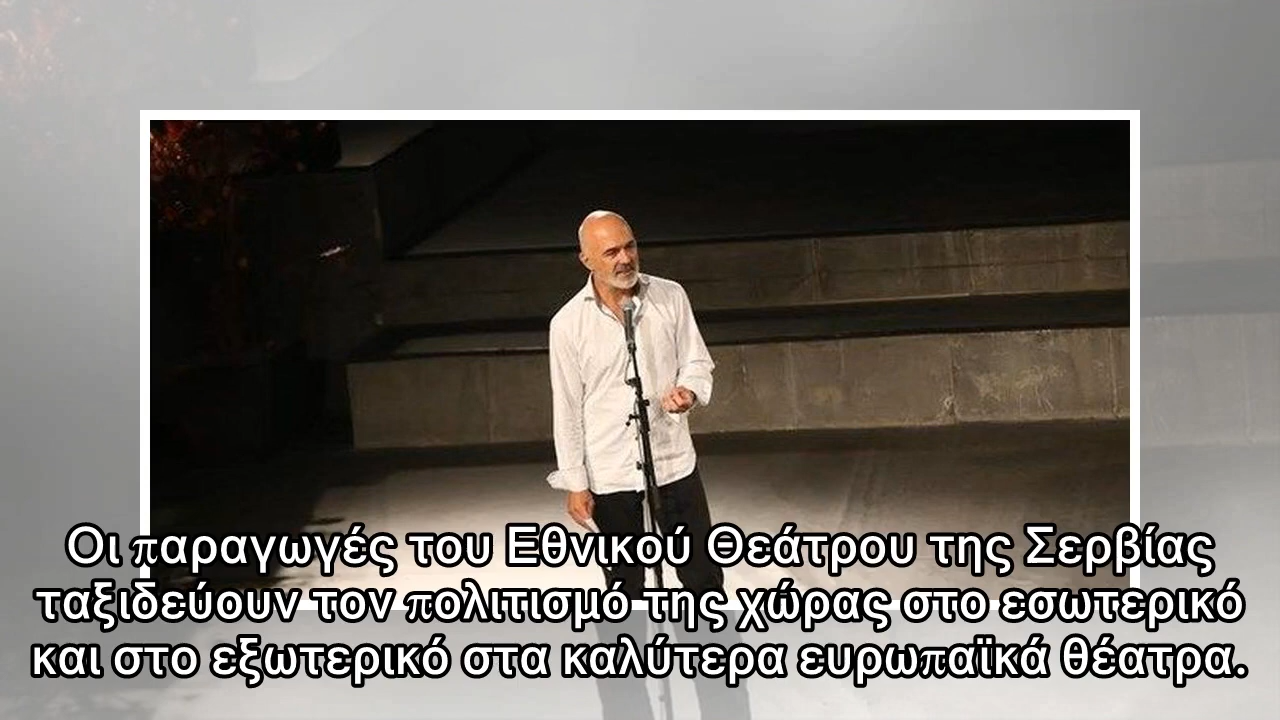 Οι παραγωγές του Εθνικού Θεάτρου της Σερβίας
ταξιδεύουν τον πολιτισμό της χώρας στο εσωτερικό
και στο εξωτερικό στα καλύτερα ευρωπαϊκά θέατρα.